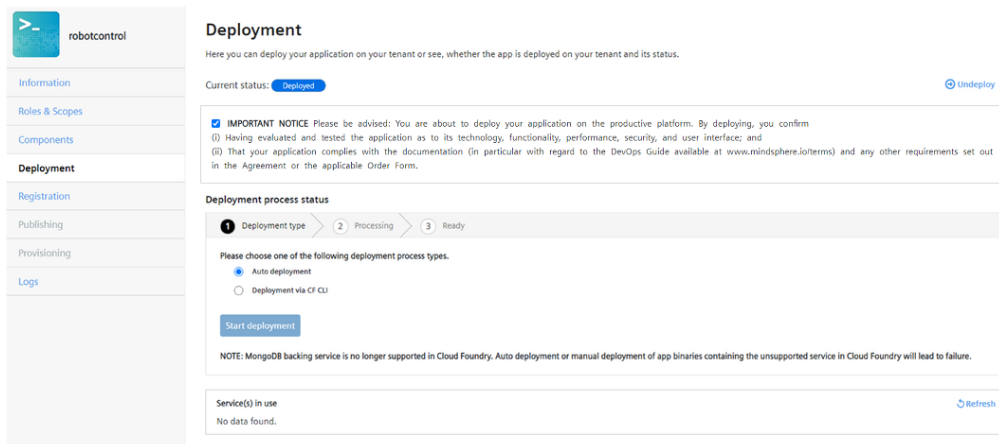 >_
robotcontrol
Information
Roles & Scopes
Components
Deployment
Registration
Publishing
Provisioning
Logs
Deployment
Here you can deploy your application on your tenant or see, whether the app is deployed on your tenant and its status.
Current status: Deployed
Undeploy
IMPORTANT NOTICE Please be advised: You are about to deploy your application on the productive platform. By deploying, you confirm
(i) Having evaluated and tested the application as to its technology, functionality, performance, security, and user interface; and
(ii) That your application complies with the documentation (in particular with regard to the DevOps Guide available at www.mindsphere.io/terms) and any other requirements set out
in the Agreement or the applicable Order Form.
Deployment process status
1 Deployment type 2 Processing 3 Ready
Please choose one of the following deployment process types.
Auto deployment
Deployment via CF CLI
Start deployment
NOTE: MongoDB backing service is no longer supported in Cloud Foundry. Auto deployment or manual deployment of app binaries containing the unsupported service in Cloud Foundry will lead to failure.
Service(s) in use
Refresh
No data found.